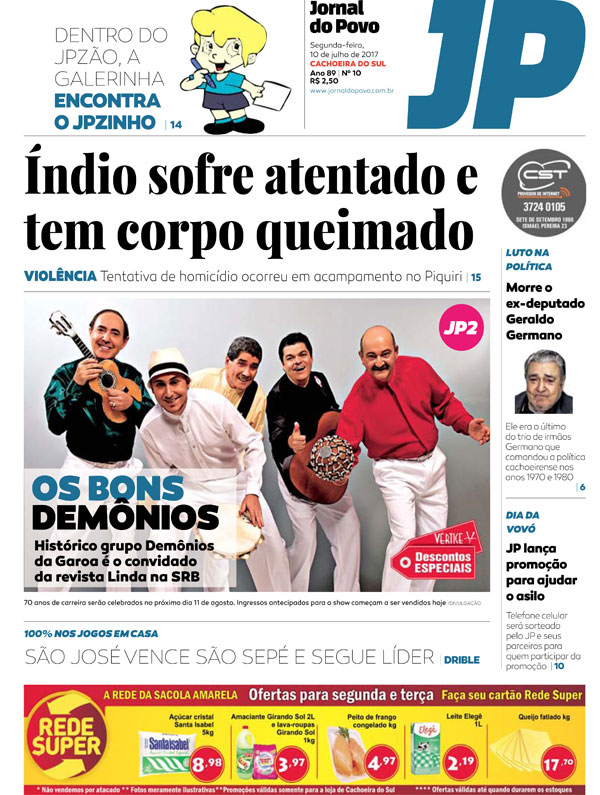 DENTRO DO
JPZÃO, A
GALERINHA
ENCONTRA
O JPZINHO | 14
Jornal
do Povo
Segunda-feira,
10 de julho de 2017
CACHOEIRA DO SUL
Ano 89 | Nº 10
R$ 2,50
www.jornaldopovo.com.br
JP
Índio sofre atentado e
tem corpo queimado
VIOLÊNCIA Tentativa de homicídio ocorreu em acampamento no Piquiri | 15
CST
PROVEDOR DE INTERNET
3724 0105
SETE DE SETEMBRO 1000
ISMAEL PEREIRA 23
JP2
OS BONS
DEMÔNIOS
Histórico grupo Demônios
da Garoa é o convidado
da revista Linda na SRB
VERTICE
Descontos
ESPECIAIS
70 anos de carreira serão celebrados no próximo dia 11 de agosto. Ingressos antecipados para o show começam a ser vendidos hoje /DIVULGAÇÃO
LUTO NA
POLÍTICA
Morre o
ex-deputado
Geraldo
Germano
Ele era o último
do trio de irmãos
Germano que
comandou a política
cachoeirense nos
anos 1970 e 1980
| 6
DIA DA
VOVÓ
JP lança
promoção
para ajudar
o asilo
Telefone celular
será sorteado
pelo JP e seus
parceiros para
quem participar da
promoção | 10
100% NOS JOGOS EM CASA
SÃO JOSÉ VENCE SÃO SEPÉ E SEGUE LÍDER | DRIBLE
REDE
SUPER
A REDE DA SACOLA AMARELA Ofertas para segunda e terça Faça seu cartão Rede Super
Açúcar cristal
Santa Isabel
5kg
SantaIsabel
8,98
Amaciante Girando Sol 2L
e lava-roupas
Girando Sol
1kg
3,97
Peito de frango
congelado kg
4,97
Leite Elegê
1L
Elegê
2,19
Queijo fatiado kg
17,70
* Não vendemos por atacado ** Fotos meramente ilustrativas **Promoções válidas somente para a loja de Cachoeira do Sul **** Ofertas válidas até quando durarem os estoques